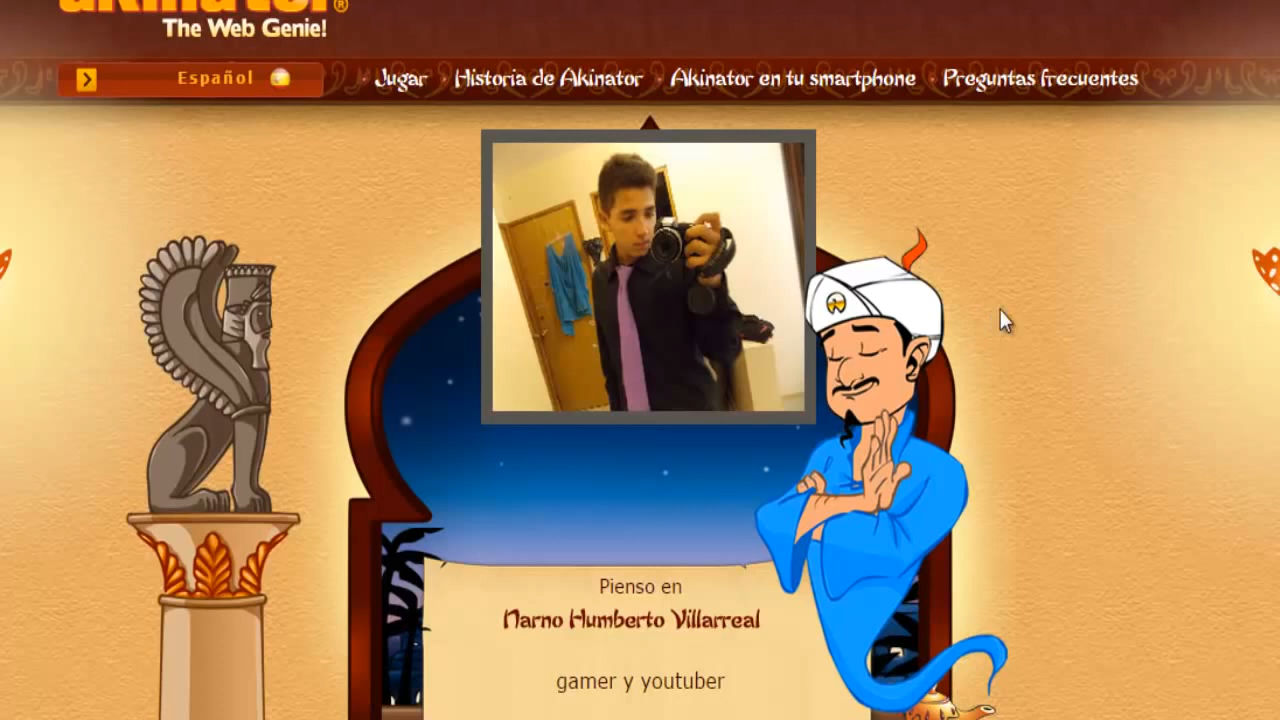 akinator®
The Web Genie!
Español
Jugar · Historia de Akinator · Akinator en tu smartphone · Preguntas frecuentes
Pienso en
Narno Humberto Villarreal
gamer y youtuber